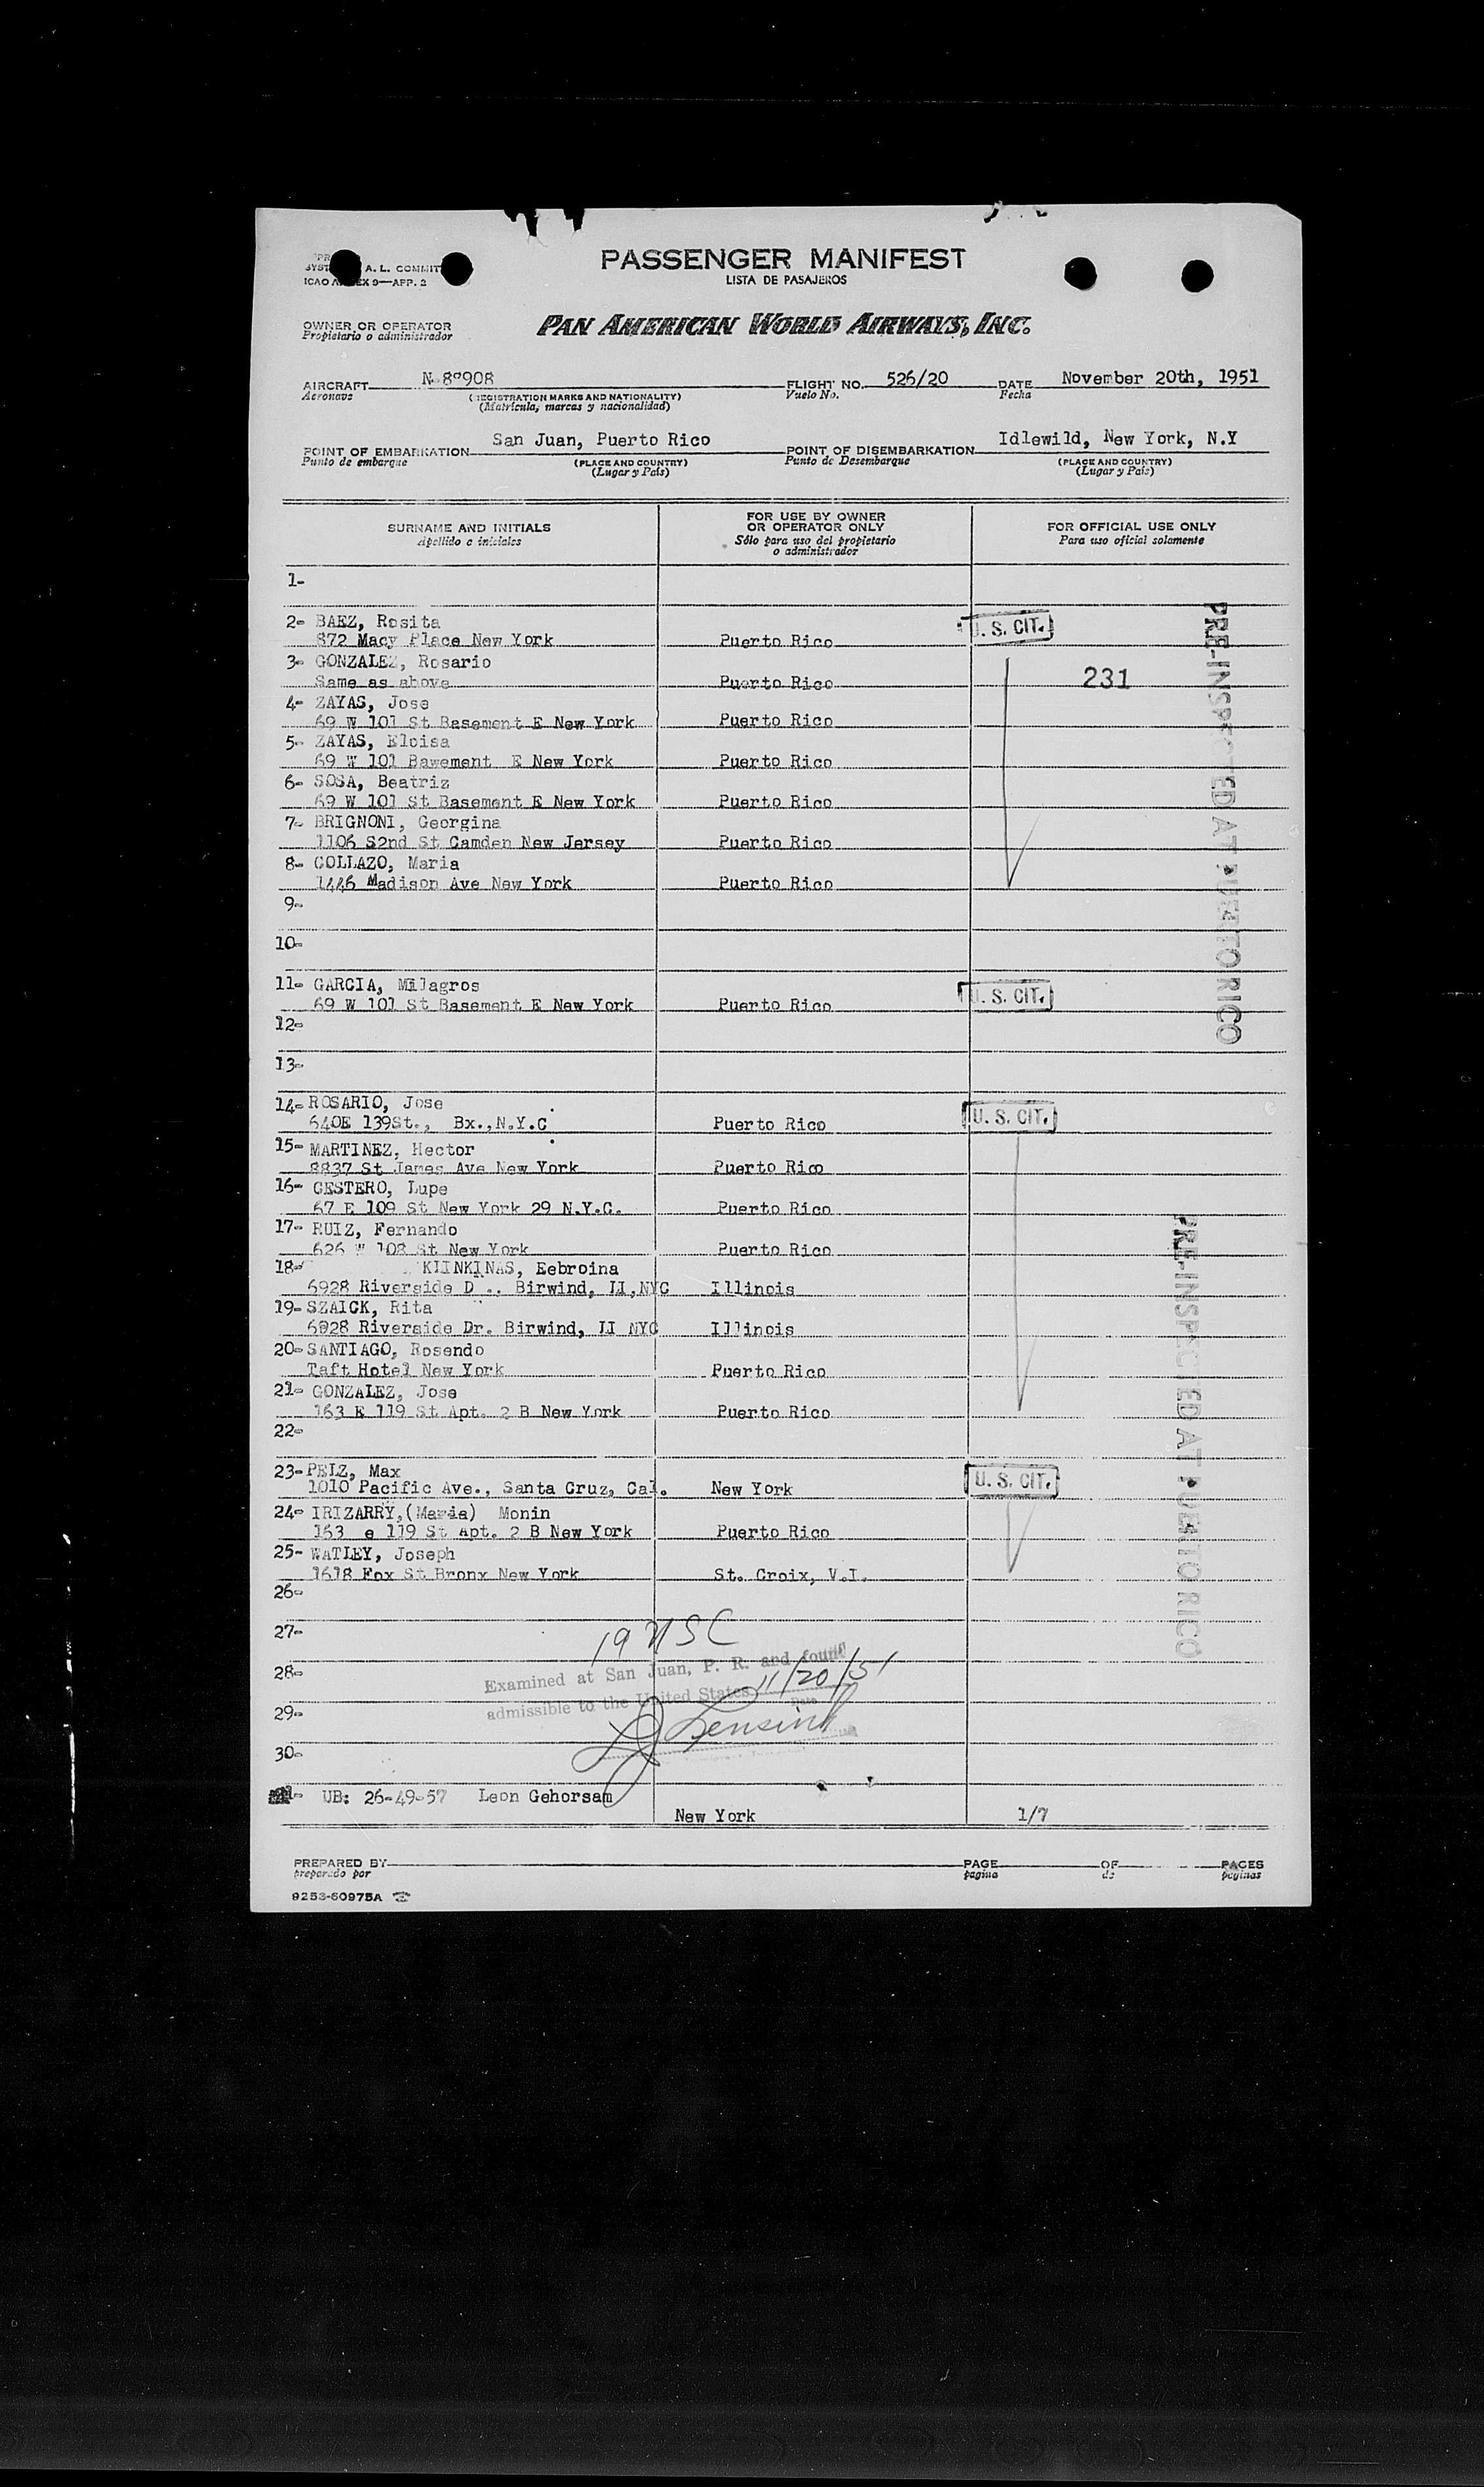 A. L. COMMIT
ICAO ANNEX 9—APP. 2
PASSENGER MANIFEST
LISTA DE PASAJEROS
OWNER OR OPERATOR
Propietario o administrador
PAN AMERICAN WORLD AIRWAYS, INC.
AIRCRAFT
Aeronave
(REGISTRATION MARKS AND NATIONALITY)
(Matricula, marcas y nacionalidad)
FLIGHT NO. 526/20
Vuelo No.
DATE November 20th, 1951
Fecha
POINT OF EMBARKATION San Juan, Puerto Rico
Punto de embarque
(PLACE AND COUNTRY)
(Lugar y País)
POINT OF DISEMBARKATION Idlewild, New York, N.Y
Punto de Desembarque
(PLACE AND COUNTRY)
(Lugar y País)
SURNAME AND INITIALS
Apellido e iniciales
FOR USE BY OWNER
OR OPERATOR ONLY
Sólo para uso del propietario
o administrador
FOR OFFICIAL USE ONLY
Para uso oficial solamente
1-
2- BAEZ, Rosita
872 Macy Place New York Puerto Rico U. S. CIT.
3- GONZALEZ, Rosario
Same as above Puerto Rico 231
4- ZAYAS, Jose
69 W 101 St Basement E New York Puerto Rico
5- ZAYAS, Eloisa
69 W 101 Bawement E New York Puerto Rico
6- SOSA, Beatriz
69 W 101 St Basement E New York Puerto Rico
7- BRIGNONI, Georgina
1106 S2nd St Camden New Jersey Puerto Rico
8- COLLAZO, Maria
1446 Madison Ave New York Puerto Rico
9-
10-
11- GARCIA, Milagros
69 W 101 St Basement E New York Puerto Rico U. S. CIT.
12-
13-
PRE-INSPECTED AT PUERTO RICO
14- ROSARIO, Jose
640E 139St., Bx.,N.Y.C Puerto Rico U. S. CIT.
15- MARTINEZ, Hector
8837 St James Ave New York Puerto Rico
16- CESTERO, Lupe
67 E 109 St New York 29 N.Y.C. Puerto Rico
17- RUIZ, Fernando
626 W 108 St New York Puerto Rico
18- KLINKINAS, Eebroina
6928 Riverside D . Birwind, Il,NYC Illinois
19- SZAICK, Rita
6928 Riverside Dr. Birwind, Il NYC Illinois
20- SANTIAGO, Rosendo
Taft Hotel New York Puerto Rico
21- GONZALEZ, Jose
163 E 119 St Apt. 2 B New York Puerto Rico
22-
23- PELZ, Max
1010 Pacific Ave., Santa Cruz, Cal. New York U. S. CIT.
24- IRIZARRY,(Maria) Monin
163 e 119 St Apt. 2 B New York Puerto Rico
25- WATLEY, Joseph
1618 Fox St Bronx New York St. Croix, V.I.
PRE-INSPECTED AT PUERTO RICO
26-
27-
19 USC
28-
Examined at San Juan, P. R. and found
admissible to the United States 11/20/51
Date
29-
30-
UB: 26-49-57 Leon Gehorsam
New York 1/7
PREPARED BY
preparado por
PAGE OF PAGES
pagina de paginas
9253-60975A